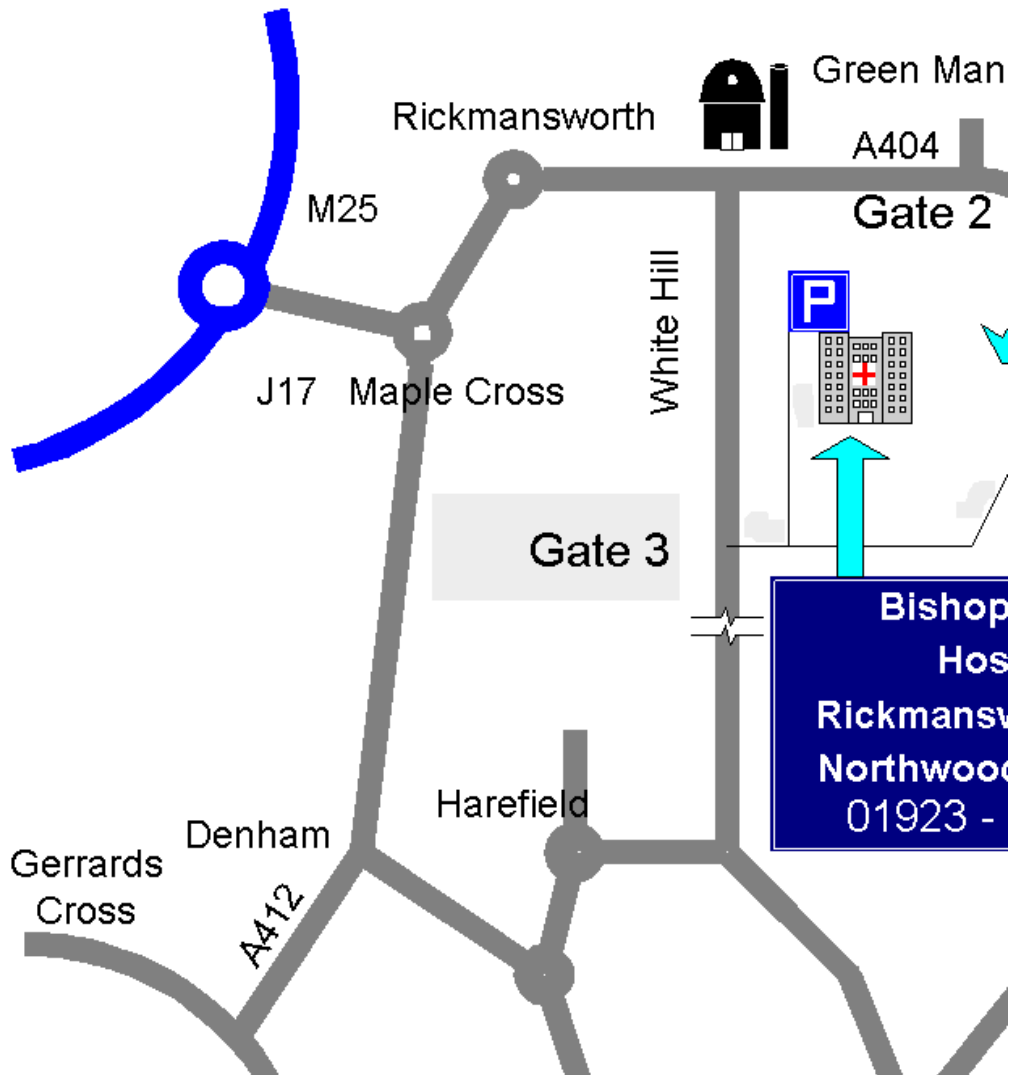 Green Man
Rickmansworth
A404
M25
Gate 2
White Hill
P
J17
Maple Cross
Gate 3
Bishop
Hos
Rickmansw
Northwood
01923 -
Harefield
Denham
Gerrards
Cross
A412